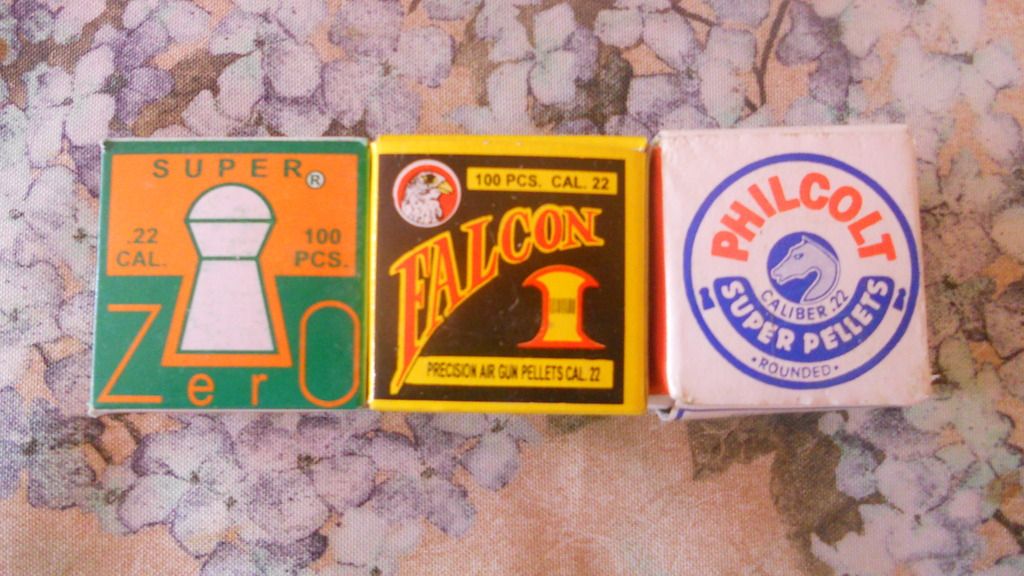 SUPER ®
.22 100
CAL. PCS.
ZerO
100 PCS. CAL. 22
FALCON
1
PRECISION AIR GUN PELLETS CAL. 22
PHILCOLT
CALIBER .22
SUPER PELLETS
• ROUNDED •